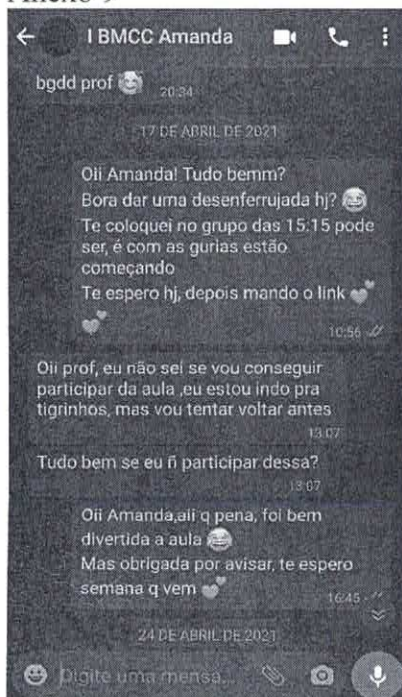 Anexo 9
I BMCC Amanda
bgdd prof 🥰
20:34
17 DE ABRIL DE 2021
Oii Amanda! Tudo bemm?
Bora dar uma desenferrujada hj? 😂
Te coloquei no grupo das 15:15 pode
ser, é com as gurias estão
começando
Te espero hj, depois mando o link 💕
💕
10:56
Oii prof, eu não sei se vou conseguir
participar da aula ,eu estou indo pra
tigrinhos, mas vou tentar voltar antes
13:07
Tudo bem se eu ñ participar dessa?
13:07
Oii Amanda,aii q pena, foi bem
divertida a aula 😂
Mas obrigada por avisar, te espero
semana q vem 💕
16:45
24 DE ABRIL DE 2021
Digite uma mensa...